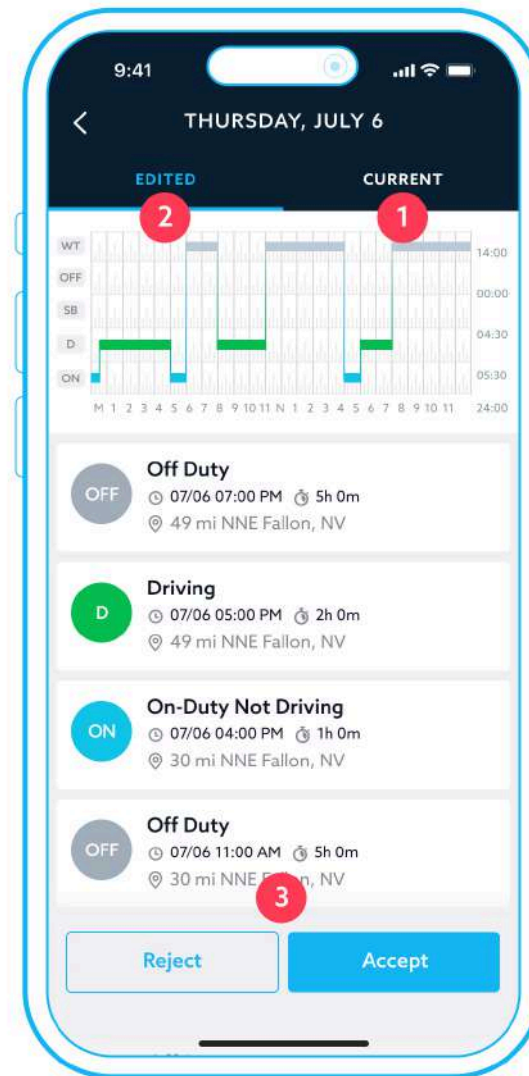 9:41
THURSDAY, JULY 6
EDITED CURRENT
2 1
WT 14:00
OFF 00:00
SB 04:30
D 05:30
ON 24:00
M 1 2 3 4 5 6 7 8 9 10 11 N 1 2 3 4 5 6 7 8 9 10 11
Off Duty
OFF 07/06 07:00 PM 5h 0m
49 mi NNE Fallon, NV
Driving
D 07/06 05:00 PM 2h 0m
49 mi NNE Fallon, NV
On-Duty Not Driving
ON 07/06 04:00 PM 1h 0m
30 mi NNE Fallon, NV
Off Duty
OFF 07/06 11:00 AM 5h 0m
30 mi NNE Fallon, NV
3
Reject Accept